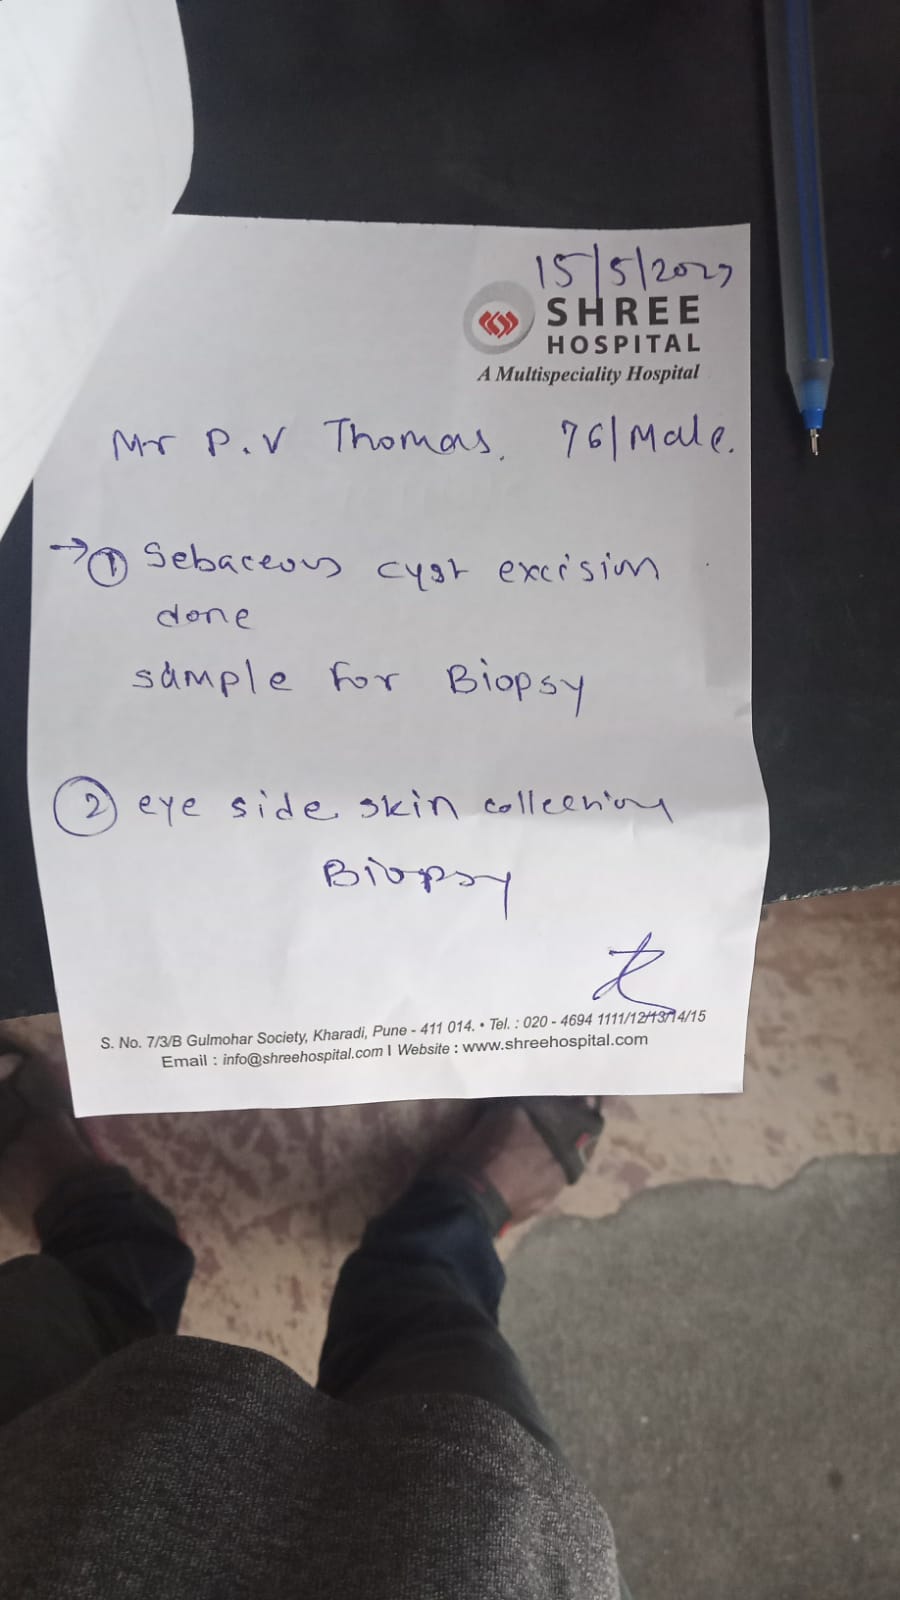 15/5/2027
SHREE
HOSPITAL
A Multispeciality Hospital
Mr P.V Thomas. 76/Male.
→ ① Sebaceous cyst excision
done
sample for Biopsy
② eye side skin collection
Biopsy
S. No. 7/3/B Gulmohar Society, Kharadi, Pune - 411 014. • Tel. : 020 - 4694 1111/12/13/14/15
Email : info@shreehospital.com I Website : www.shreehospital.com